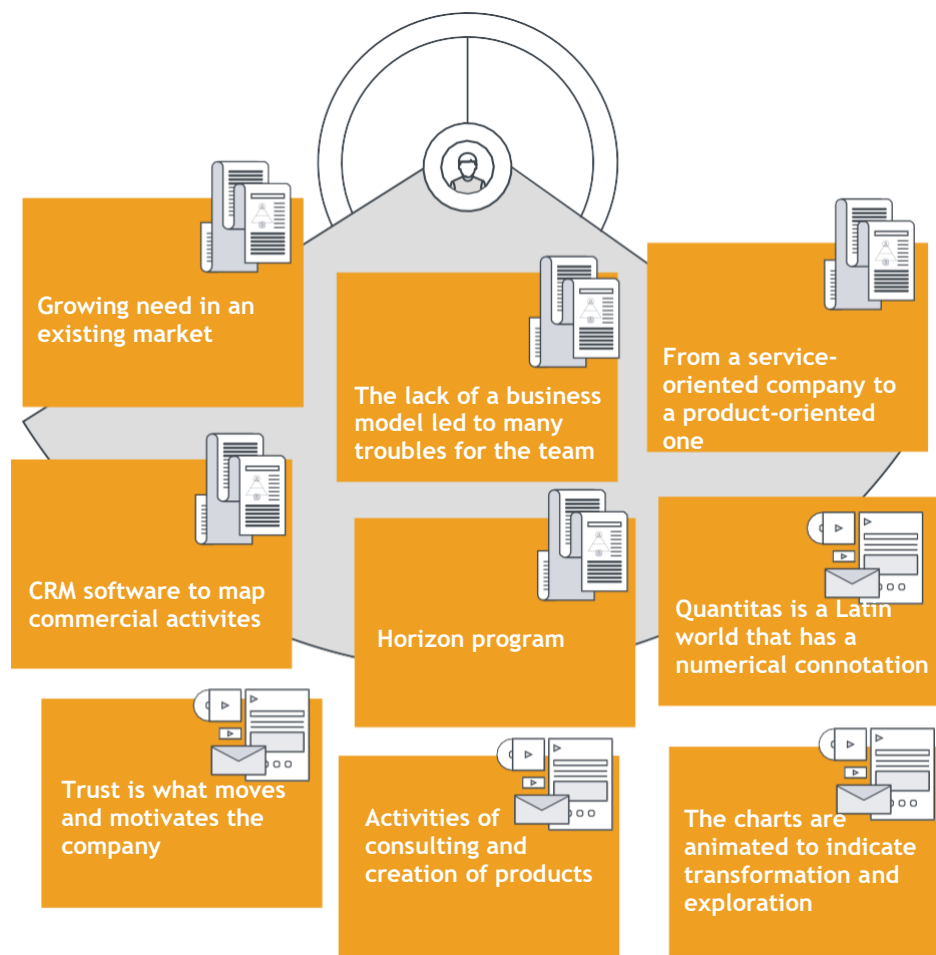 Growing need in an
existing market
The lack of a business
model led to many
troubles for the team
From a service-
oriented company to
a product-oriented
one
CRM software to map
commercial activites
Horizon program
Quantitas is a Latin
world that has a
numerical connotation
Trust is what moves
and motivates the
company
Activities of
consulting and
creation of products
The charts are
animated to indicate
transformation and
exploration